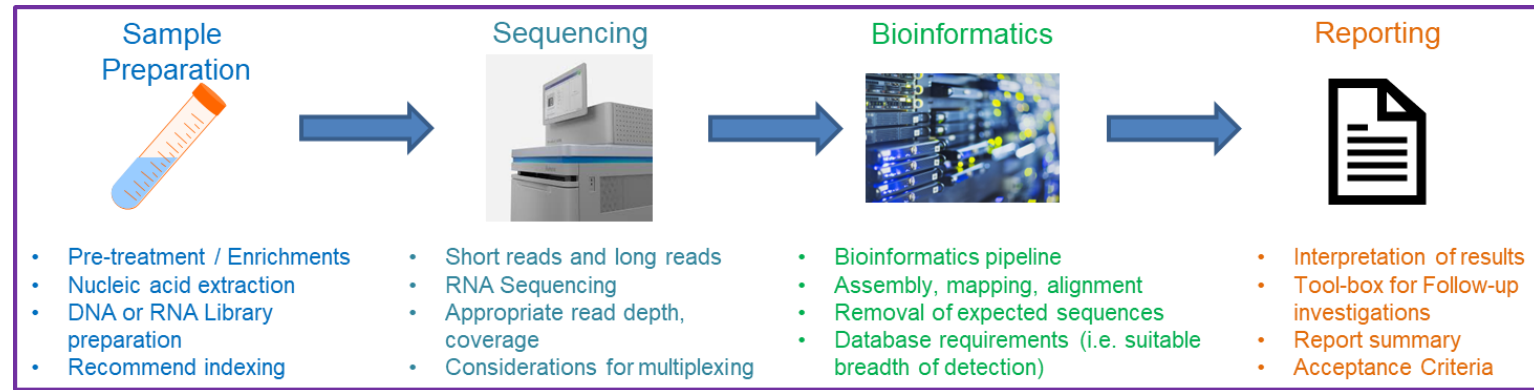 Sample
Preparation
Sequencing
Bioinformatics
Reporting
• Pre-treatment / Enrichments
• Nucleic acid extraction
• DNA or RNA Library
preparation
• Recommend indexing
• Short reads and long reads
• RNA Sequencing
• Appropriate read depth,
coverage
• Considerations for multiplexing
• Bioinformatics pipeline
• Assembly, mapping, alignment
• Removal of expected sequences
• Database requirements (i.e. suitable
breadth of detection)
• Interpretation of results
• Tool-box for Follow-up
investigations
• Report summary
• Acceptance Criteria